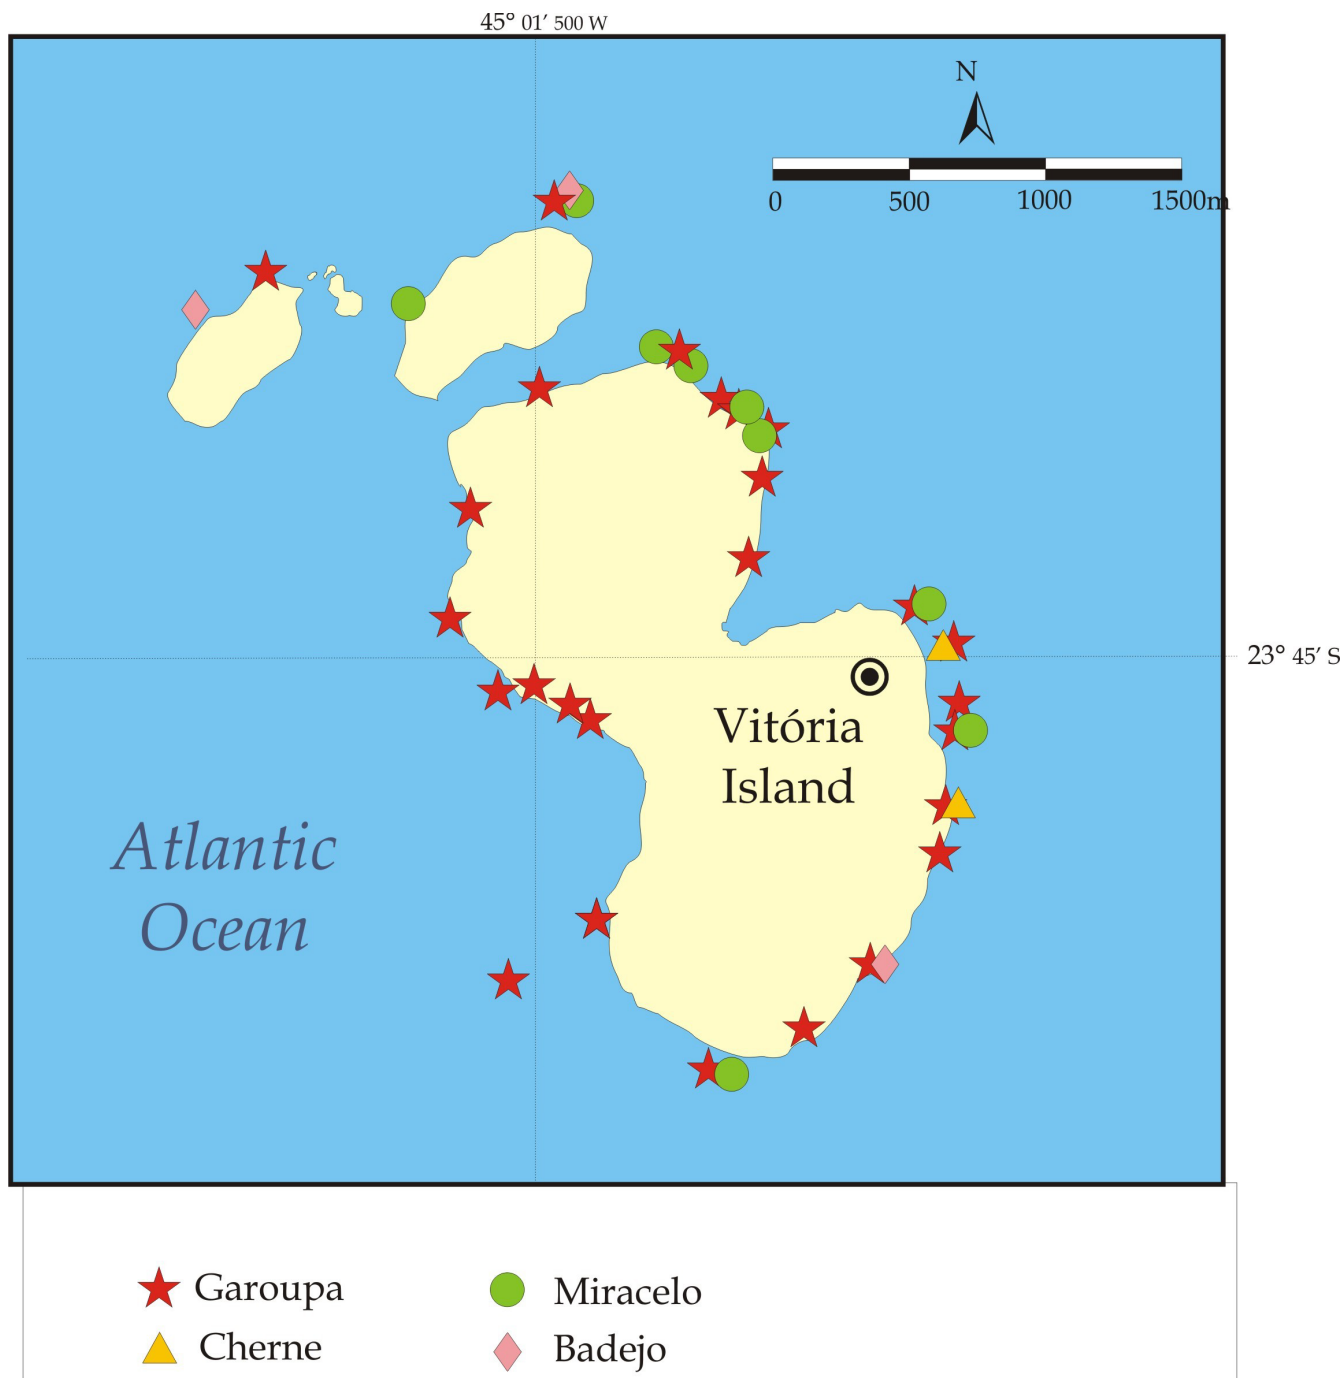 45° 01′ 500 W
N
0 500 1000 1500m
23° 45′ S
Vitória
Island
Atlantic
Ocean
Garoupa
Miracelo
Cherne
Badejo